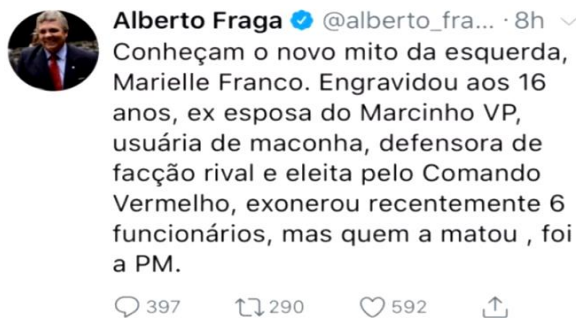 Alberto Fraga @alberto_fra... · 8h
Conheçam o novo mito da esquerda,
Marielle Franco. Engravidou aos 16
anos, ex esposa do Marcinho VP,
usuária de maconha, defensora de
facção rival e eleita pelo Comando
Vermelho, exonerou recentemente 6
funcionários, mas quem a matou , foi
a PM.
397 290 592